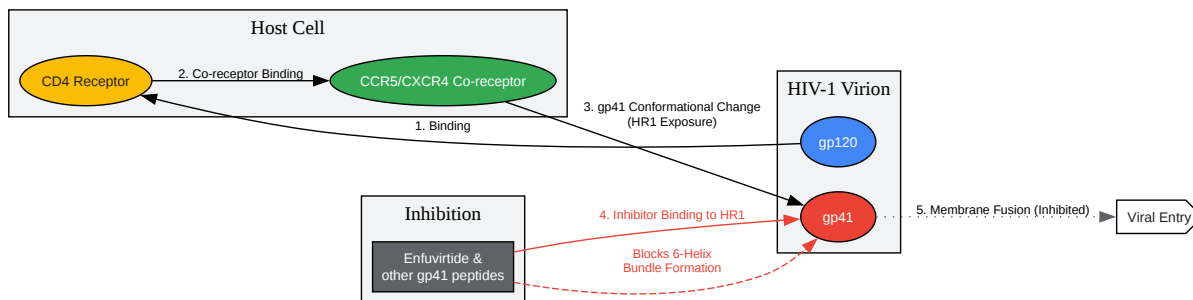 Host Cell
CD4 Receptor
2. Co-receptor Binding
CCR5/CXCR4 Co-receptor
1. Binding
3. gp41 Conformational Change
(HR1 Exposure)
HIV-1 Virion
gp120
gp41
5. Membrane Fusion (Inhibited)
Viral Entry
Inhibition
Enfuvirtide &
other gp41 peptides
4. Inhibitor Binding to HR1
Blocks 6-Helix
Bundle Formation